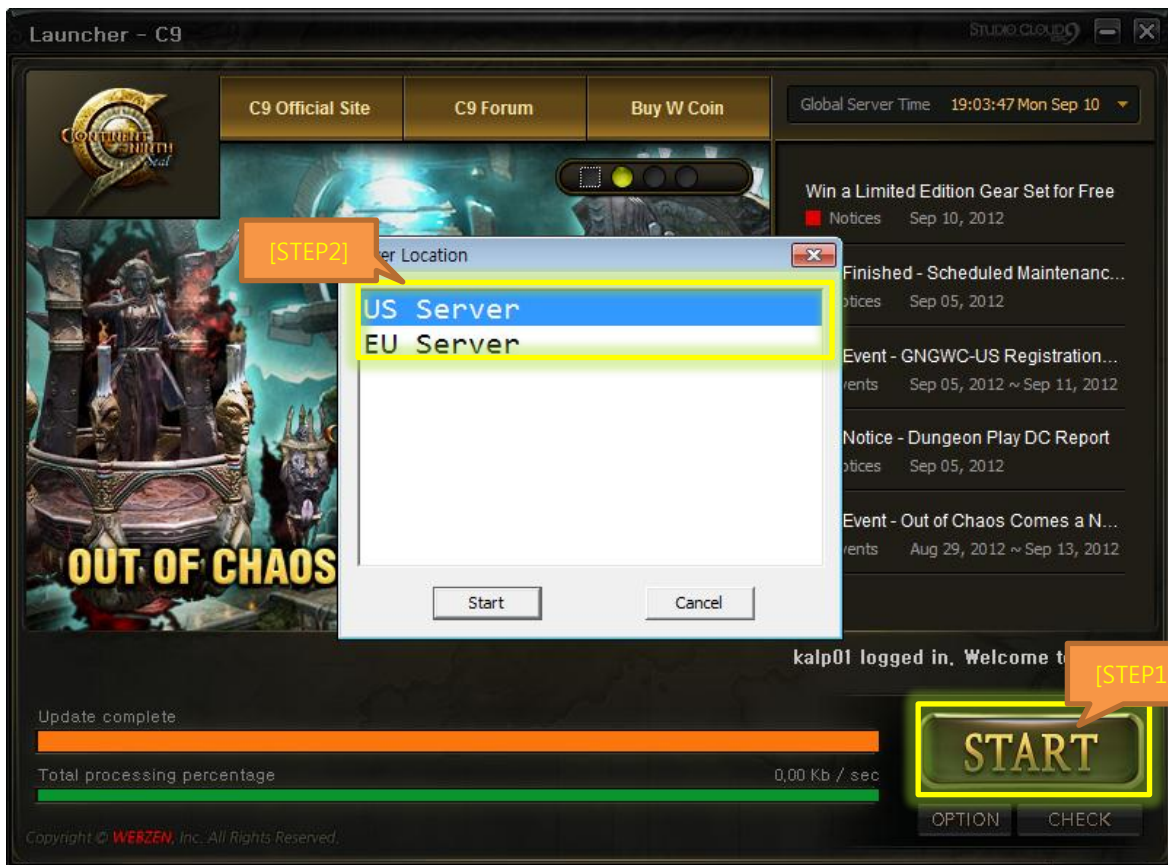 Launcher - C9
STUDIO CLOUD9
CONTINENT
NINTH
Seal
C9 Official Site
C9 Forum
Buy W Coin
Global Server Time 19:03:47 Mon Sep 10
Win a Limited Edition Gear Set for Free
Notices Sep 10, 2012
Finished - Scheduled Maintenanc...
Sep 05, 2012
Event - GNGWC-US Registration...
Sep 05, 2012 ~ Sep 11, 2012
Notice - Dungeon Play DC Report
Sep 05, 2012
Event - Out of Chaos Comes a N...
Aug 29, 2012 ~ Sep 13, 2012
OUT OF CHAOS
[STEP2]
Location
US Server
EU Server
Start
Cancel
kalp01 logged in, Welcome
[STEP1
Update complete
Total processing percentage
0,00 Kb / sec
START
OPTION
CHECK
Copyright © WEBZEN, Inc. All Rights Reserved.